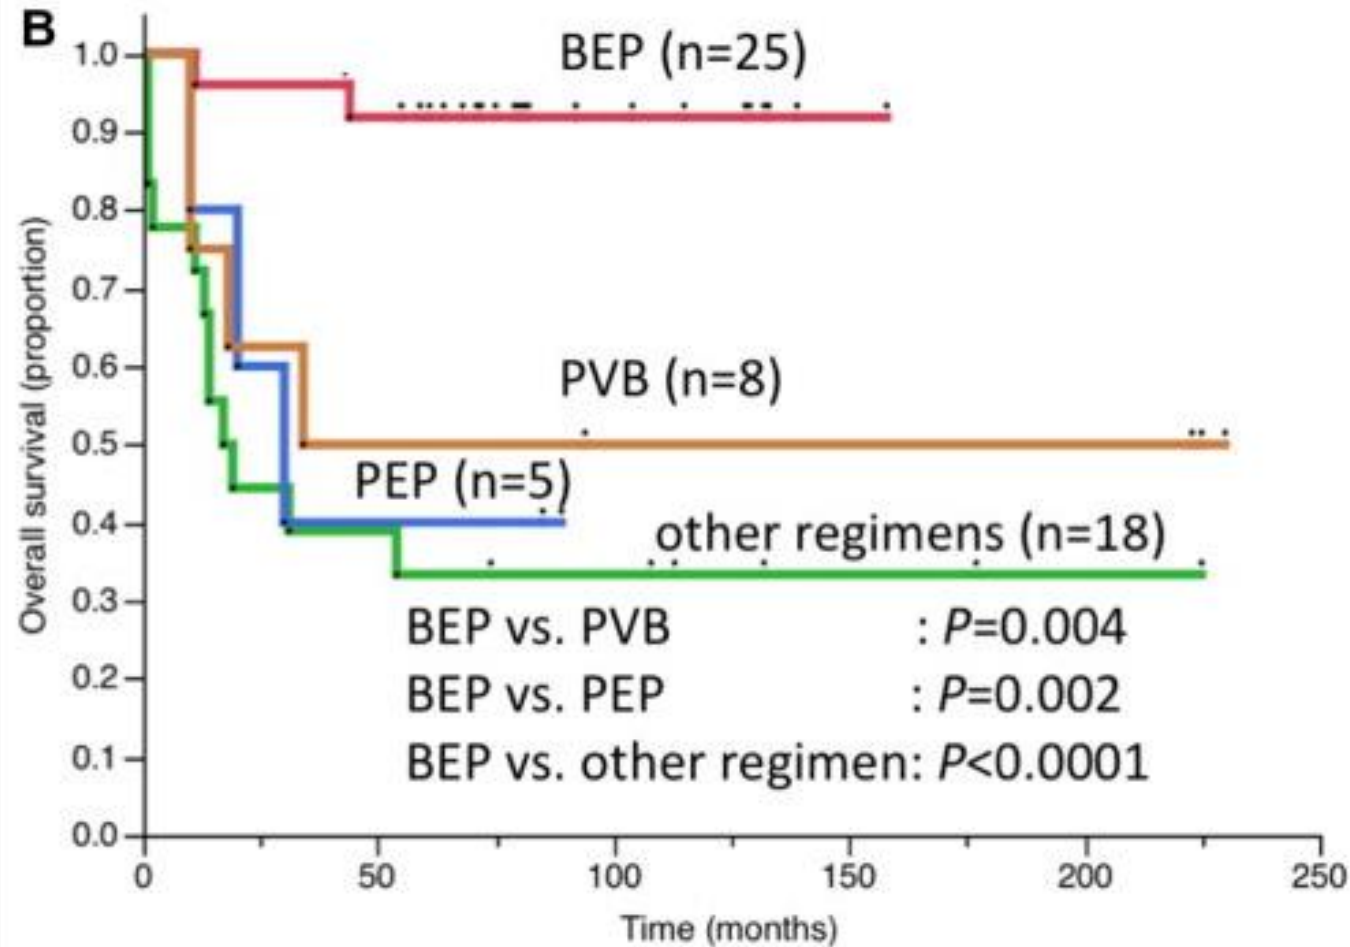 B
Overall survival (proportion)
1.0
0.9
0.8
0.7
0.6
0.5
0.4
0.3
0.2
0.1
0.0
BEP (n=25)
PVB (n=8)
PEP (n=5)
other regimens (n=18)
BEP vs. PVB : P=0.004
BEP vs. PEP : P=0.002
BEP vs. other regimen: P<0.0001
0 50 100 150 200 250
Time (months)